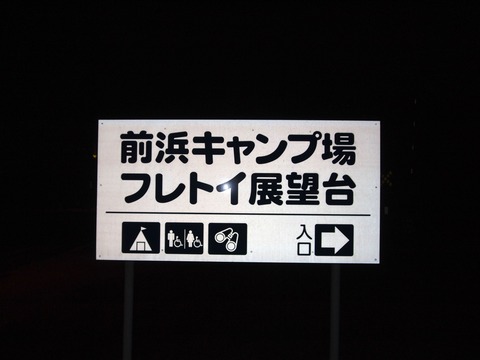 前浜キャンプ場
フレトイ展望台
入口